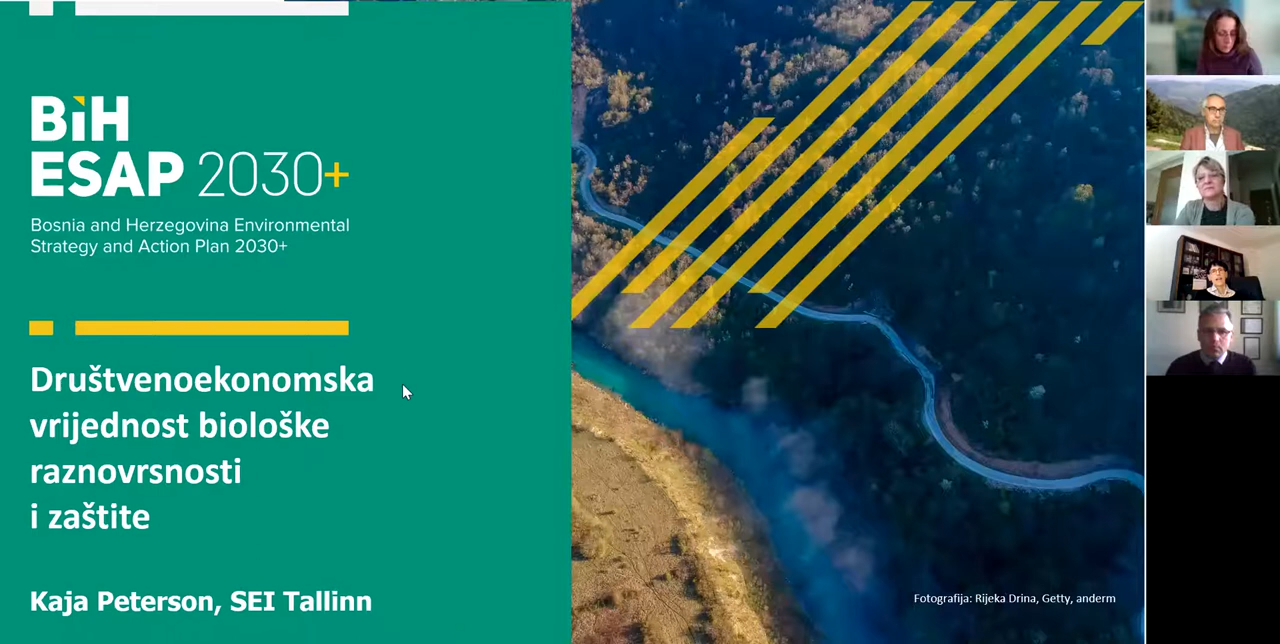 BiH
ESAP 2030+
Bosnia and Herzegovina Environmental
Strategy and Action Plan 2030+
Društvenoekonomska
vrijednost biološke
raznovrsnosti
i zaštite
Kaja Peterson, SEI Tallinn
Fotografija: Rijeka Drina, Getty, anderm